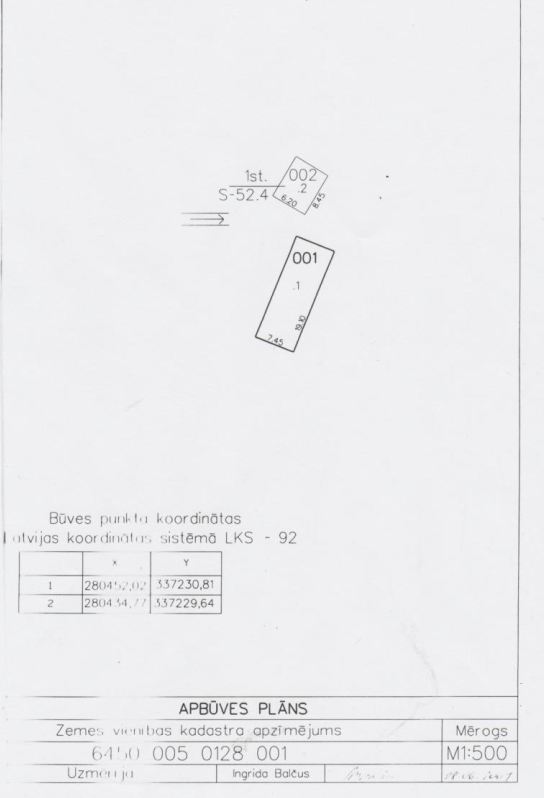 1st. 002
S-52.4 .2
6.20 8.45
001
.1
19.10
7.45
Būves punkta koordinātas
Latvijas koordinātas sistēmā LKS - 92
X Y
1 280452,02 337230,81
2 280434,77 337229,64
APBŪVES PLĀNS
Zemes vienības kadastra apzīmējums Mērogs
6450 005 0128 001 M1:500
Uzmērīja Ingrida Balčus